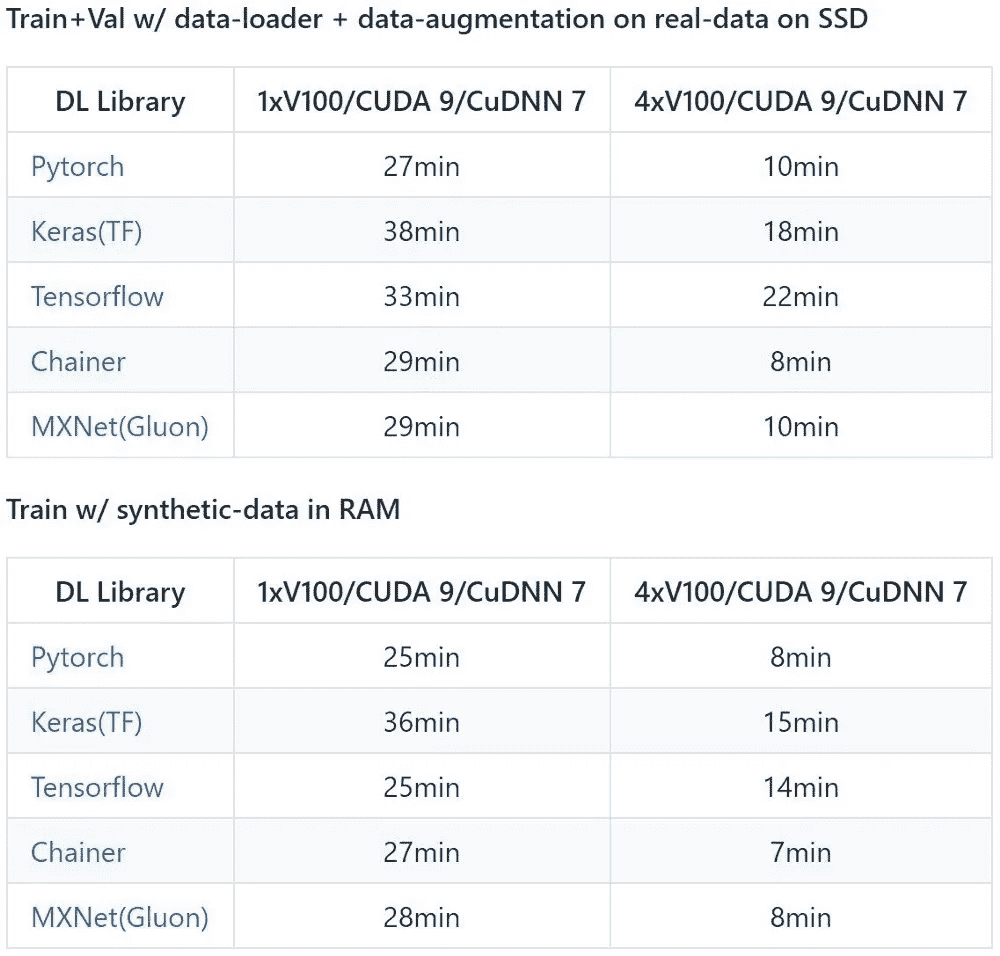 Train+Val w/ data-loader + data-augmentation on real-data on SSD
DL Library 1xV100/CUDA 9/CuDNN 7 4xV100/CUDA 9/CuDNN 7
Pytorch 27min 10min
Keras(TF) 38min 18min
Tensorflow 33min 22min
Chainer 29min 8min
MXNet(Gluon) 29min 10min
Train w/ synthetic-data in RAM
DL Library 1xV100/CUDA 9/CuDNN 7 4xV100/CUDA 9/CuDNN 7
Pytorch 25min 8min
Keras(TF) 36min 15min
Tensorflow 25min 14min
Chainer 27min 7min
MXNet(Gluon) 28min 8min